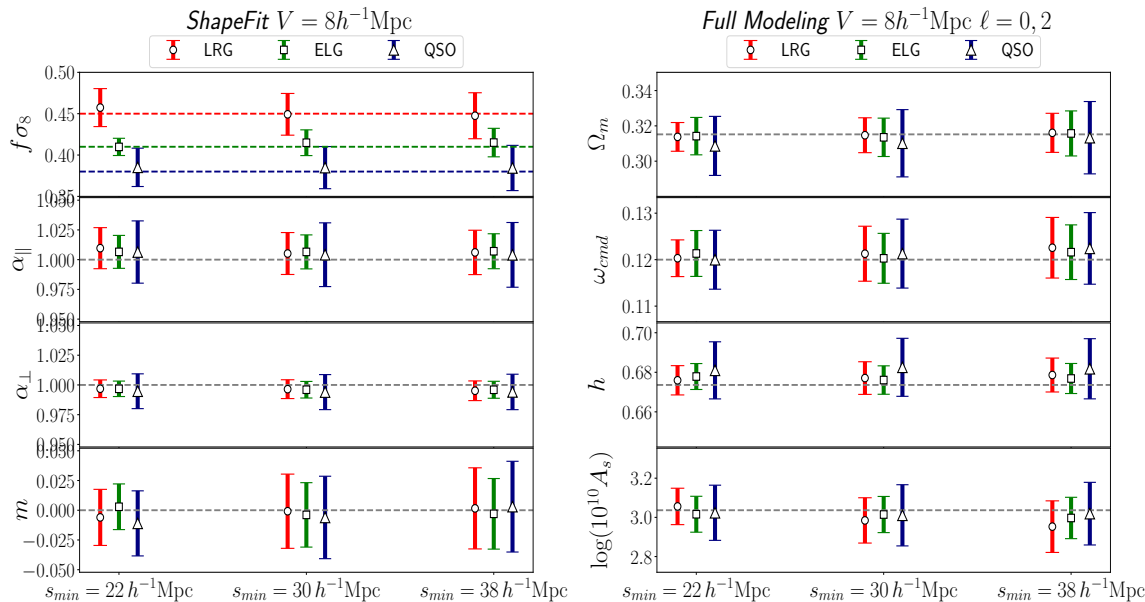 ShapeFit V = 8h⁻¹Mpc
LRG ELG QSO
fσ₈
0.50
0.45
0.40
0.35
α∥
1.050
1.025
1.000
0.975
0.950
α⊥
1.050
1.025
1.000
0.975
0.950
m
0.050
0.025
0.000
−0.025
−0.050
s_min = 22 h⁻¹Mpc s_min = 30 h⁻¹Mpc s_min = 38 h⁻¹Mpc
Full Modeling V = 8h⁻¹Mpc ℓ = 0, 2
LRG ELG QSO
Ω_m
0.34
0.32
0.30
ω_cmd
0.13
0.12
0.11
h
0.70
0.68
0.66
log(10¹⁰A_s)
3.2
3.0
2.8
s_min = 22 h⁻¹Mpc s_min = 30 h⁻¹Mpc s_min = 38 h⁻¹Mpc